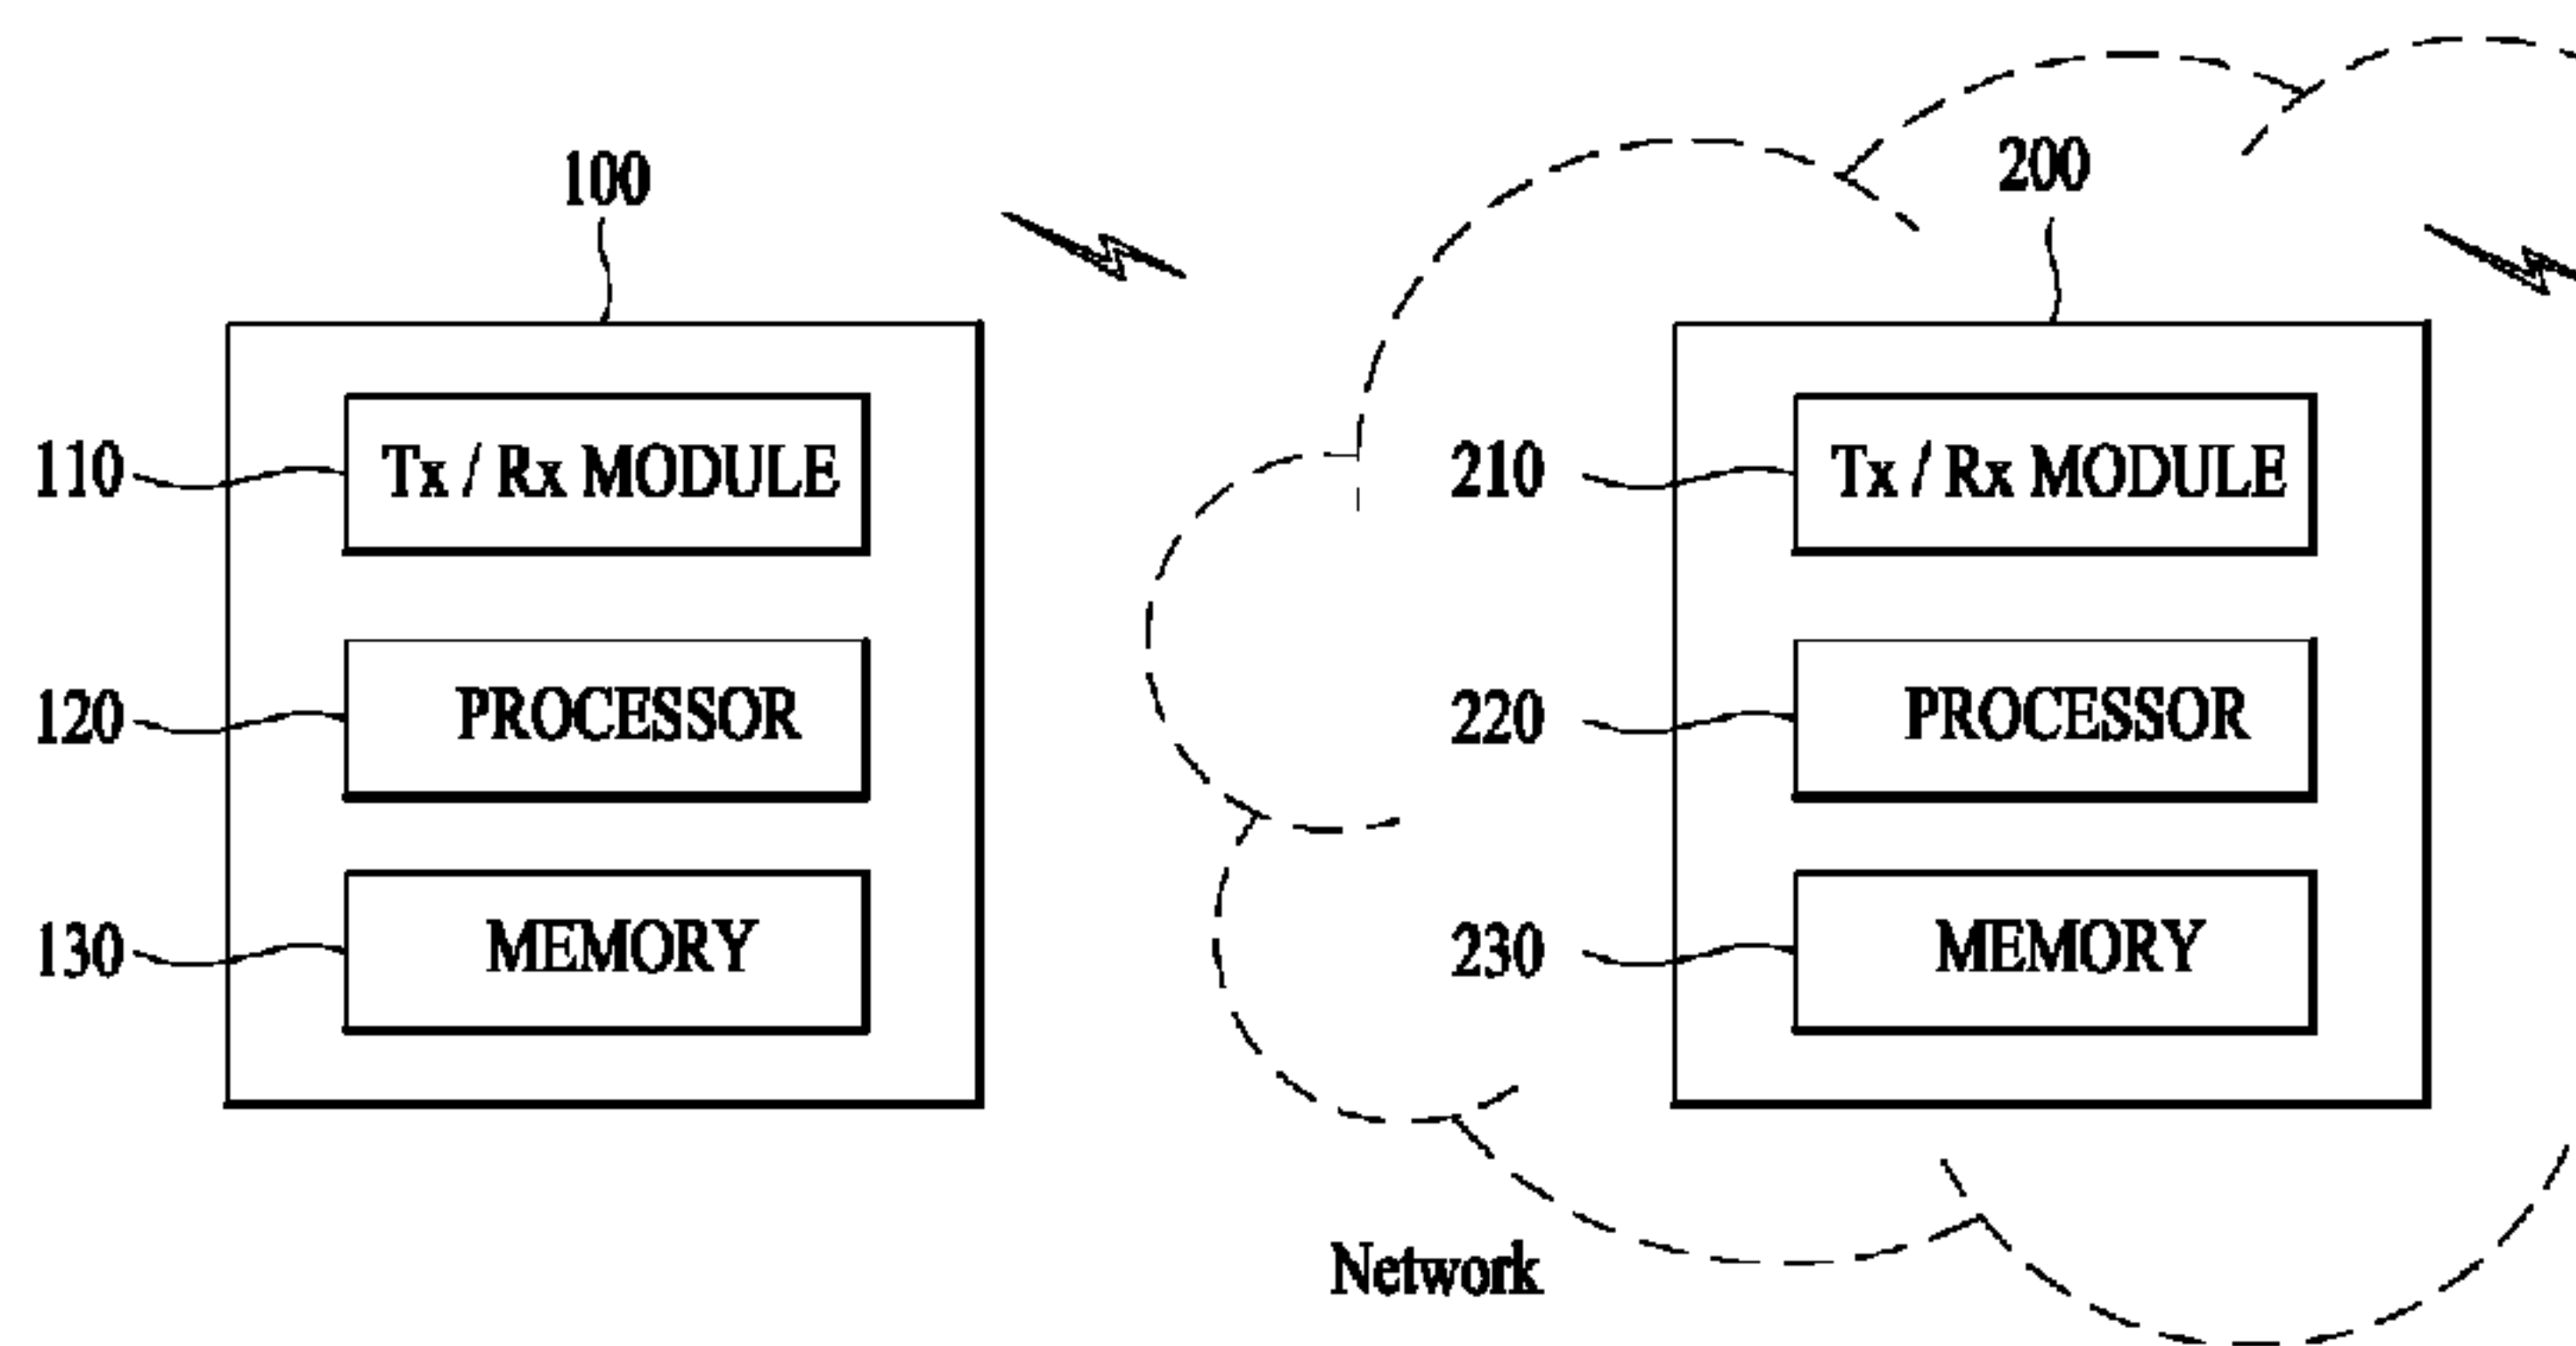 100
200
110
Tx / Rx MODULE
210
Tx / Rx MODULE
120
PROCESSOR
220
PROCESSOR
130
MEMORY
230
MEMORY
Network